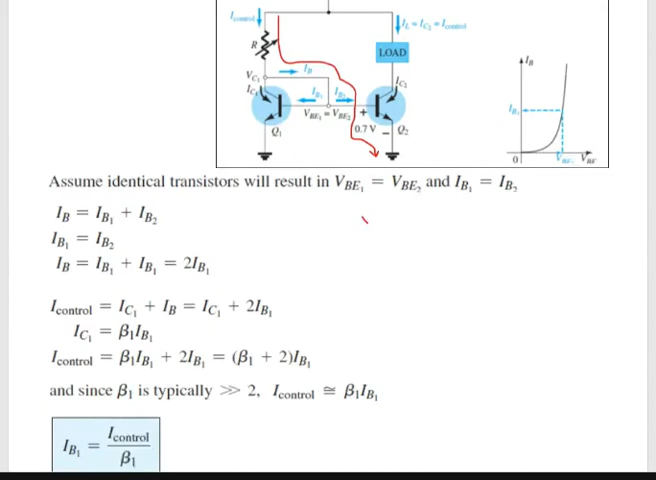 I_control
I_L = I_C₂ = I_control
R
LOAD
V_C₁
I_B
I_B
I_C₁
I_B₁ I_B₂
I_C₂
I_B₁
V_BE₁ = V_BE₂ +
Q₁
0.7 V – Q₂
0 V_BE₁ V_BE
Assume identical transistors will result in V_BE₁ = V_BE₂ and I_B₁ = I_B₂
I_B = I_B₁ + I_B₂
I_B₁ = I_B₂
I_B = I_B₁ + I_B₁ = 2I_B₁
I_control = I_C₁ + I_B = I_C₁ + 2I_B₁
I_C₁ = β₁I_B₁
I_control = β₁I_B₁ + 2I_B₁ = (β₁ + 2)I_B₁
and since β₁ is typically ≫ 2, I_control ≅ β₁I_B₁
I_B₁ = I_control / β₁